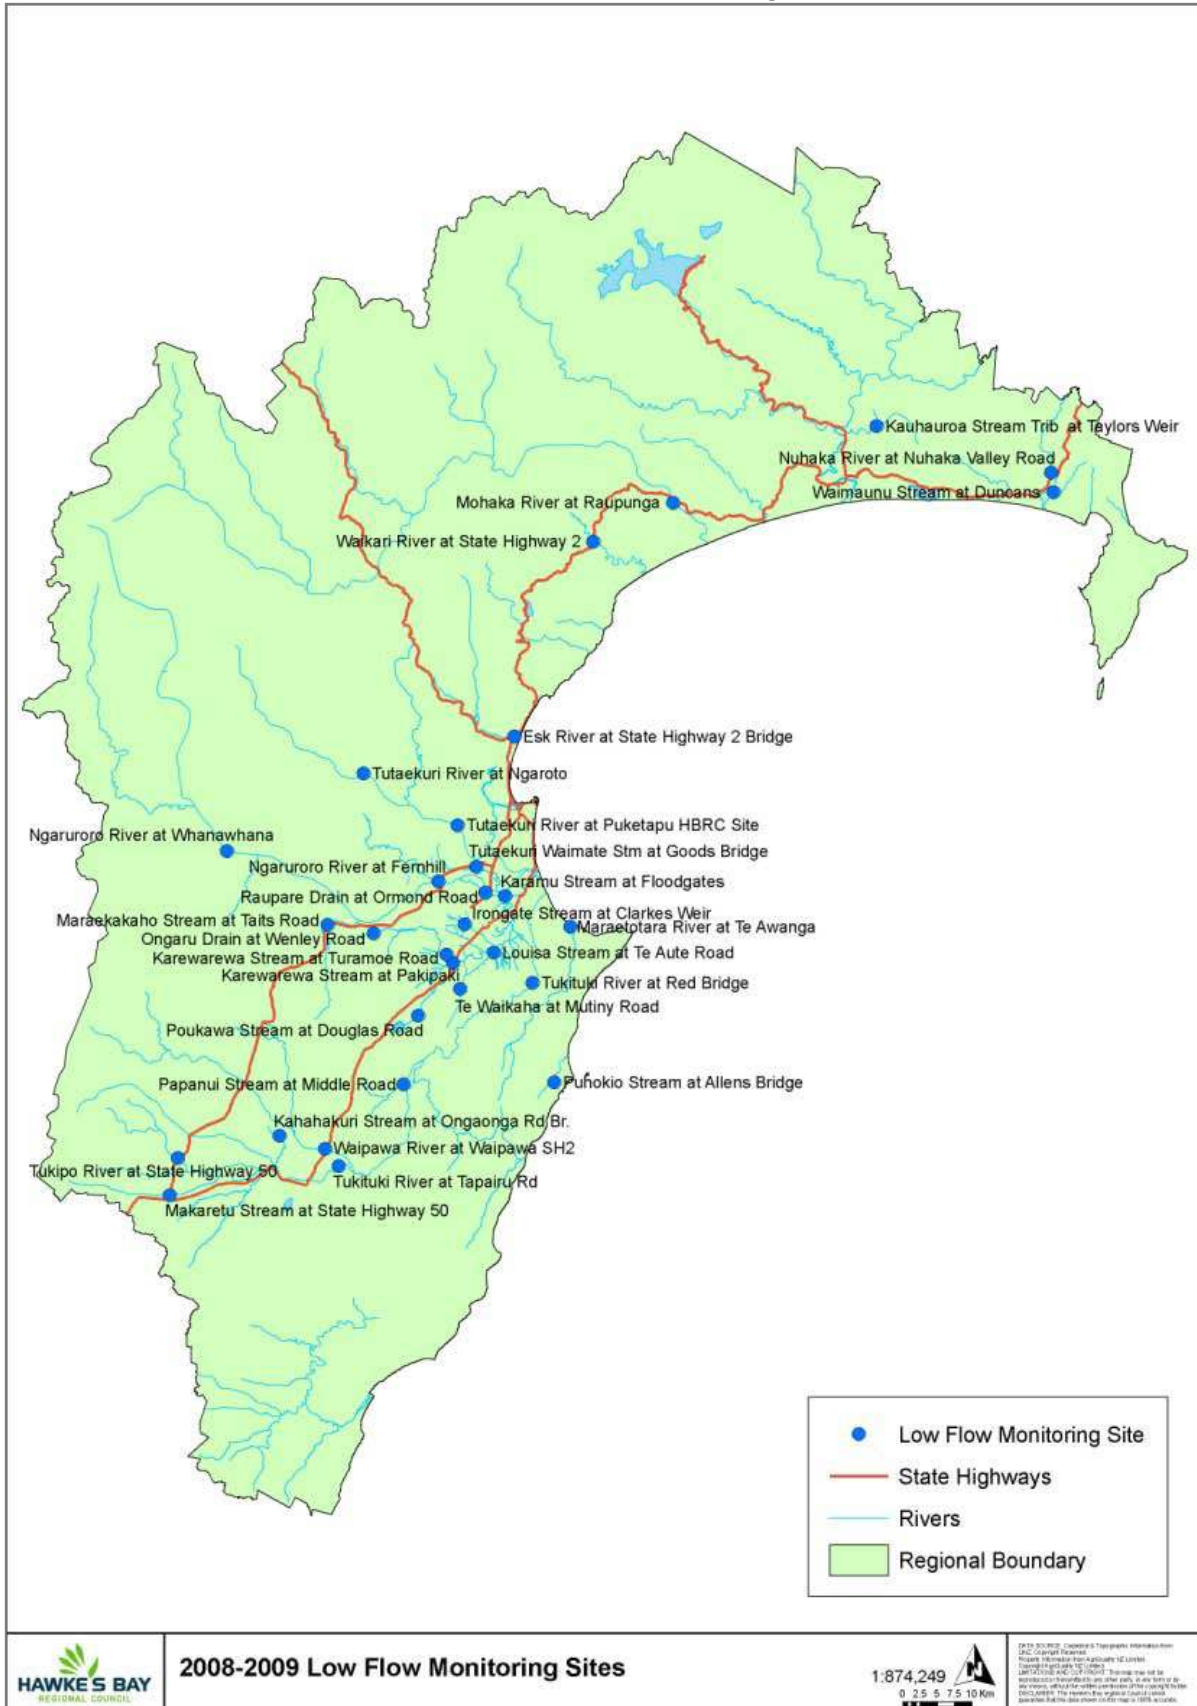 Kauhauroa Stream Trib at Taylors Weir
Nuhaka River at Nuhaka Valley Road
Waimaunu Stream at Duncans
Mohaka River at Raupunga
Waikari River at State Highway 2
Esk River at State Highway 2 Bridge
Tutaekuri River at Ngaroto
Tutaekuri River at Puketapu HBRC Site
Ngaruroro River at Whanawhana
Tutaekuri Waimate Stm at Goods Bridge
Ngaruroro River at Fernhill
Karamu Stream at Floodgates
Raupare Drain at Ormond Road
Irongate Stream at Clarkes Weir
Maraekakaho Stream at Taits Road
Maraetotara River at Te Awanga
Ongaru Drain at Wenley Road
Louisa Stream at Te Aute Road
Karewarewa Stream at Turamoe Road
Karewarewa Stream at Pakipaki
Tukituki River at Red Bridge
Te Waikaha at Mutiny Road
Poukawa Stream at Douglas Road
Papanui Stream at Middle Road
Puhokio Stream at Allens Bridge
Kahahakuri Stream at Ongaonga Rd Br.
Waipawa River at Waipawa SH2
Tukipo River at State Highway 50
Tukituki River at Tapairu Rd
Makaretu Stream at State Highway 50
Low Flow Monitoring Site
State Highways
Rivers
Regional Boundary
HAWKE'S BAY
REGIONAL COUNCIL
2008-2009 Low Flow Monitoring Sites
1:874,249
0 2.5 5 7.5 10 Km